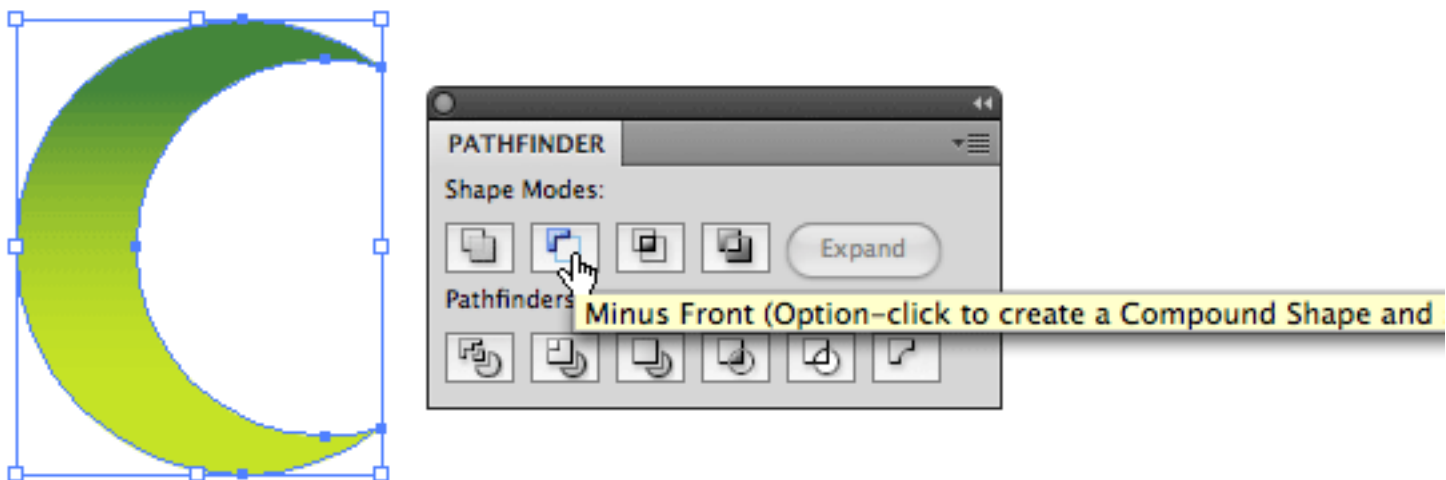 PATHFINDER
Shape Modes:
Expand
Pathfinders
Minus Front (Option-click to create a Compound Shape and